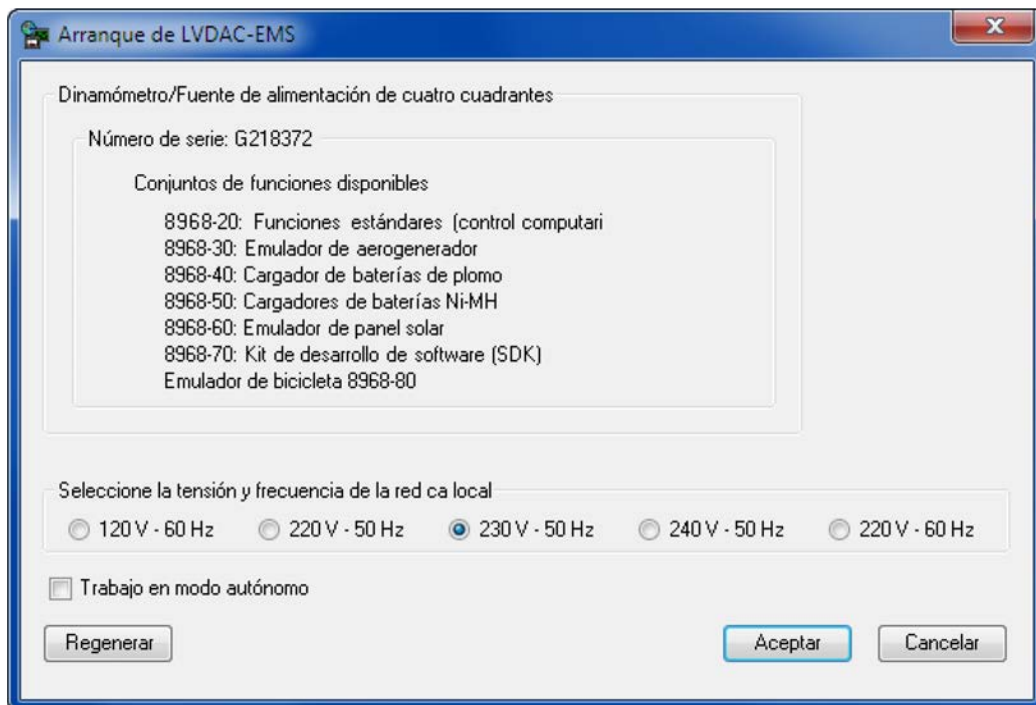 Arranque de LVDAC-EMS
Dinamómetro/Fuente de alimentación de cuatro cuadrantes
Número de serie: G218372
Conjuntos de funciones disponibles
8968-20: Funciones estándares (control computari
8968-30: Emulador de aerogenerador
8968-40: Cargador de baterías de plomo
8968-50: Cargadores de baterías Ni-MH
8968-60: Emulador de panel solar
8968-70: Kit de desarrollo de software (SDK)
Emulador de bicicleta 8968-80
Seleccione la tensión y frecuencia de la red ca local
120 V - 60 Hz 220 V - 50 Hz 230 V - 50 Hz 240 V - 50 Hz 220 V - 60 Hz
Trabajo en modo autónomo
Regenerar Aceptar Cancelar